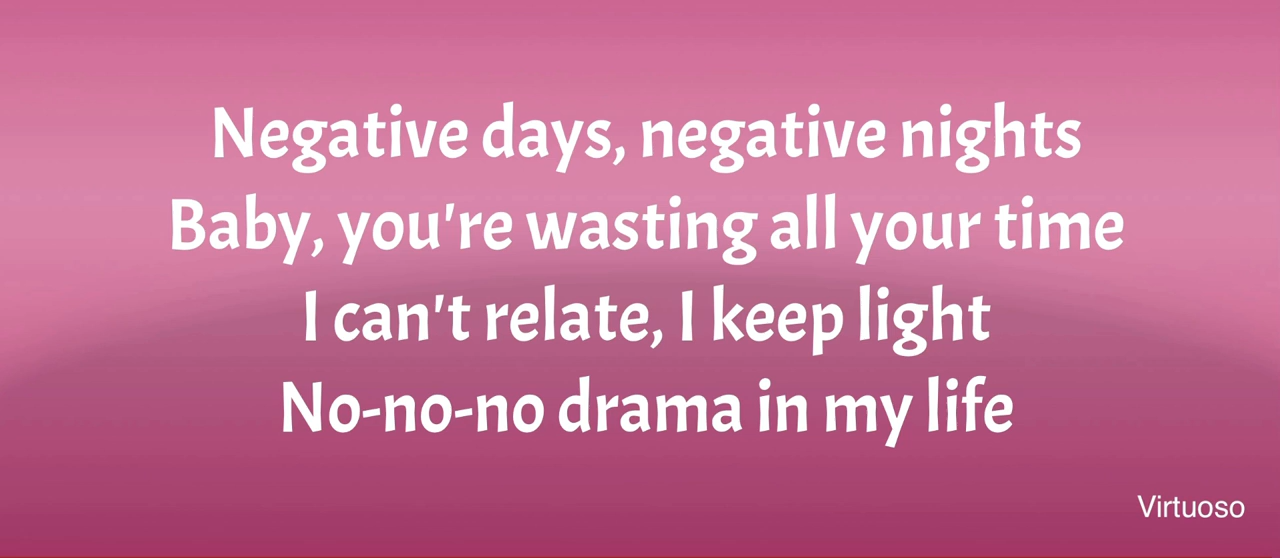 Negative days, negative nights
Baby, you're wasting all your time
I can't relate, I keep light
No-no-no drama in my life
Virtuoso